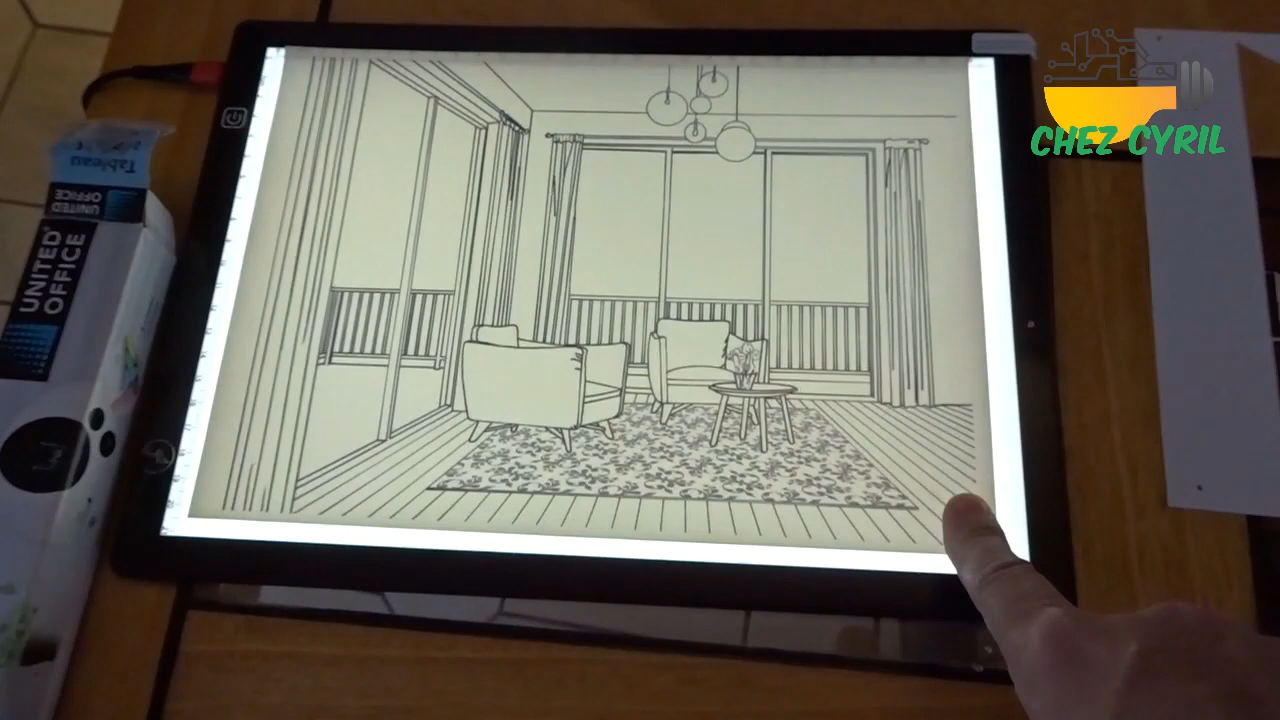 CHEZ CYRIL
Tableau
UNITED
OFFICE
UNITED
OFFICE